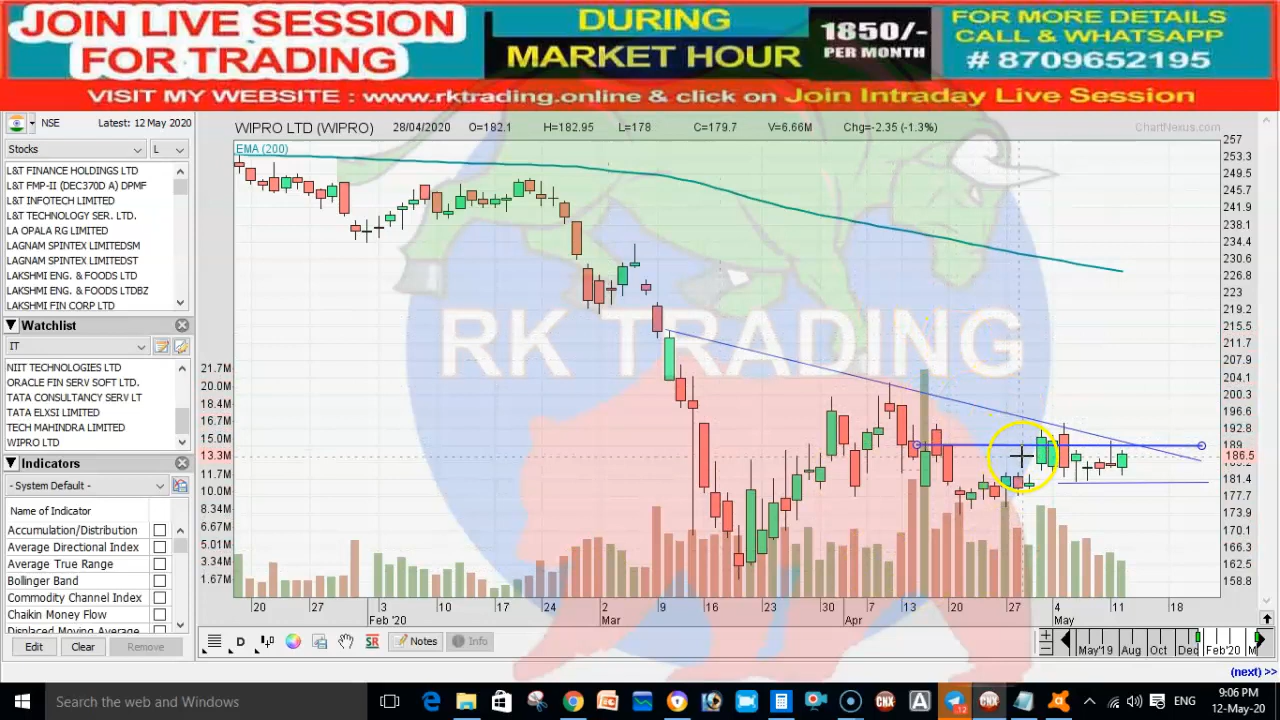 JOIN LIVE SESSION
FOR TRADING
DURING
MARKET HOUR
1850/-
PER MONTH
FOR MORE DETAILS
CALL & WHATSAPP
# 8709652195
VISIT MY WEBSITE : www.rktrading.online & click on Join Intraday Live Session
NSE Latest: 12 May 2020
Stocks L
L&T FINANCE HOLDINGS LTD
L&T FMP-II (DEC370D A) DPMF
L&T INFOTECH LIMITED
L&T TECHNOLOGY SER. LTD.
LA OPALA RG LIMITED
LAGNAM SPINTEX LIMITEDSM
LAGNAM SPINTEX LIMITEDST
LAKSHMI ENG. & FOODS LTD
LAKSHMI ENG. & FOODS LTDBZ
LAKSHMI FIN CORP LTD
Watchlist
IT
NIIT TECHNOLOGIES LTD
ORACLE FIN SERV SOFT LTD.
TATA CONSULTANCY SERV LT
TATA ELXSI LIMITED
TECH MAHINDRA LIMITED
WIPRO LTD
Indicators
- System Default -
Name of Indicator
Accumulation/Distribution
Average Directional Index
Average True Range
Bollinger Band
Commodity Channel Index
Chaikin Money Flow
Displaced Moving Average
Edit Clear Remove
WIPRO LTD (WIPRO) 28/04/2020 O=182.1 H=182.95 L=178 C=179.7 V=6.66M Chg=-2.35 (-1.3%) ChartNexus.com
EMA (200)
RK TRADING
257
253.3
249.5
245.7
241.9
238.1
234.4
230.6
226.8
223
219.2
215.5
211.7
207.9
204.1
200.3
196.6
192.8
189
186.5
181.4
177.7
173.9
170.1
166.3
162.5
158.8
21.7M
20.0M
18.4M
16.7M
15.0M
13.3M
11.7M
10.0M
8.34M
6.67M
5.01M
3.34M
1.67M
20 27 3 10 17 24 2 9 16 23 30 7 13 20 27 4 11 18
Feb '20 Mar Apr May
D SR Notes Info
May'19 Aug Oct Dec Feb'20 M
(next) >>
Search the web and Windows
CNX CNX A 12
ENG
9:06 PM
12-May-20